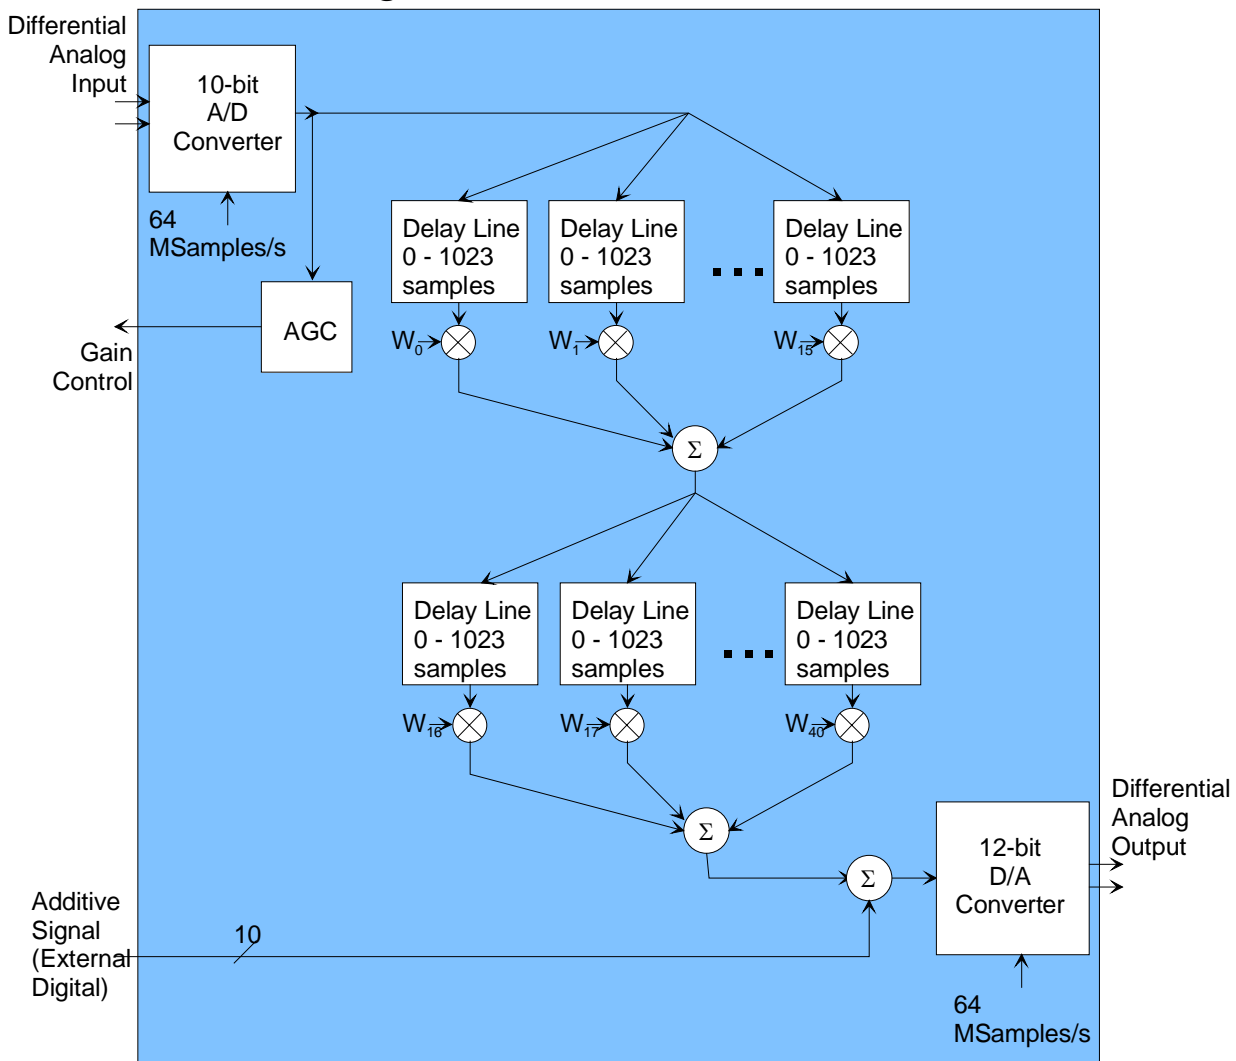 Differential
Analog
Input
10-bit
A/D
Converter
64
MSamples/s
AGC
Gain
Control
Delay Line
0 - 1023
samples
Delay Line
0 - 1023
samples
Delay Line
0 - 1023
samples
W0
W1
W15
Σ
Delay Line
0 - 1023
samples
Delay Line
0 - 1023
samples
Delay Line
0 - 1023
samples
W16
W17
W40
Σ
Σ
12-bit
D/A
Converter
Differential
Analog
Output
64
MSamples/s
Additive
Signal
(External
Digital)
10